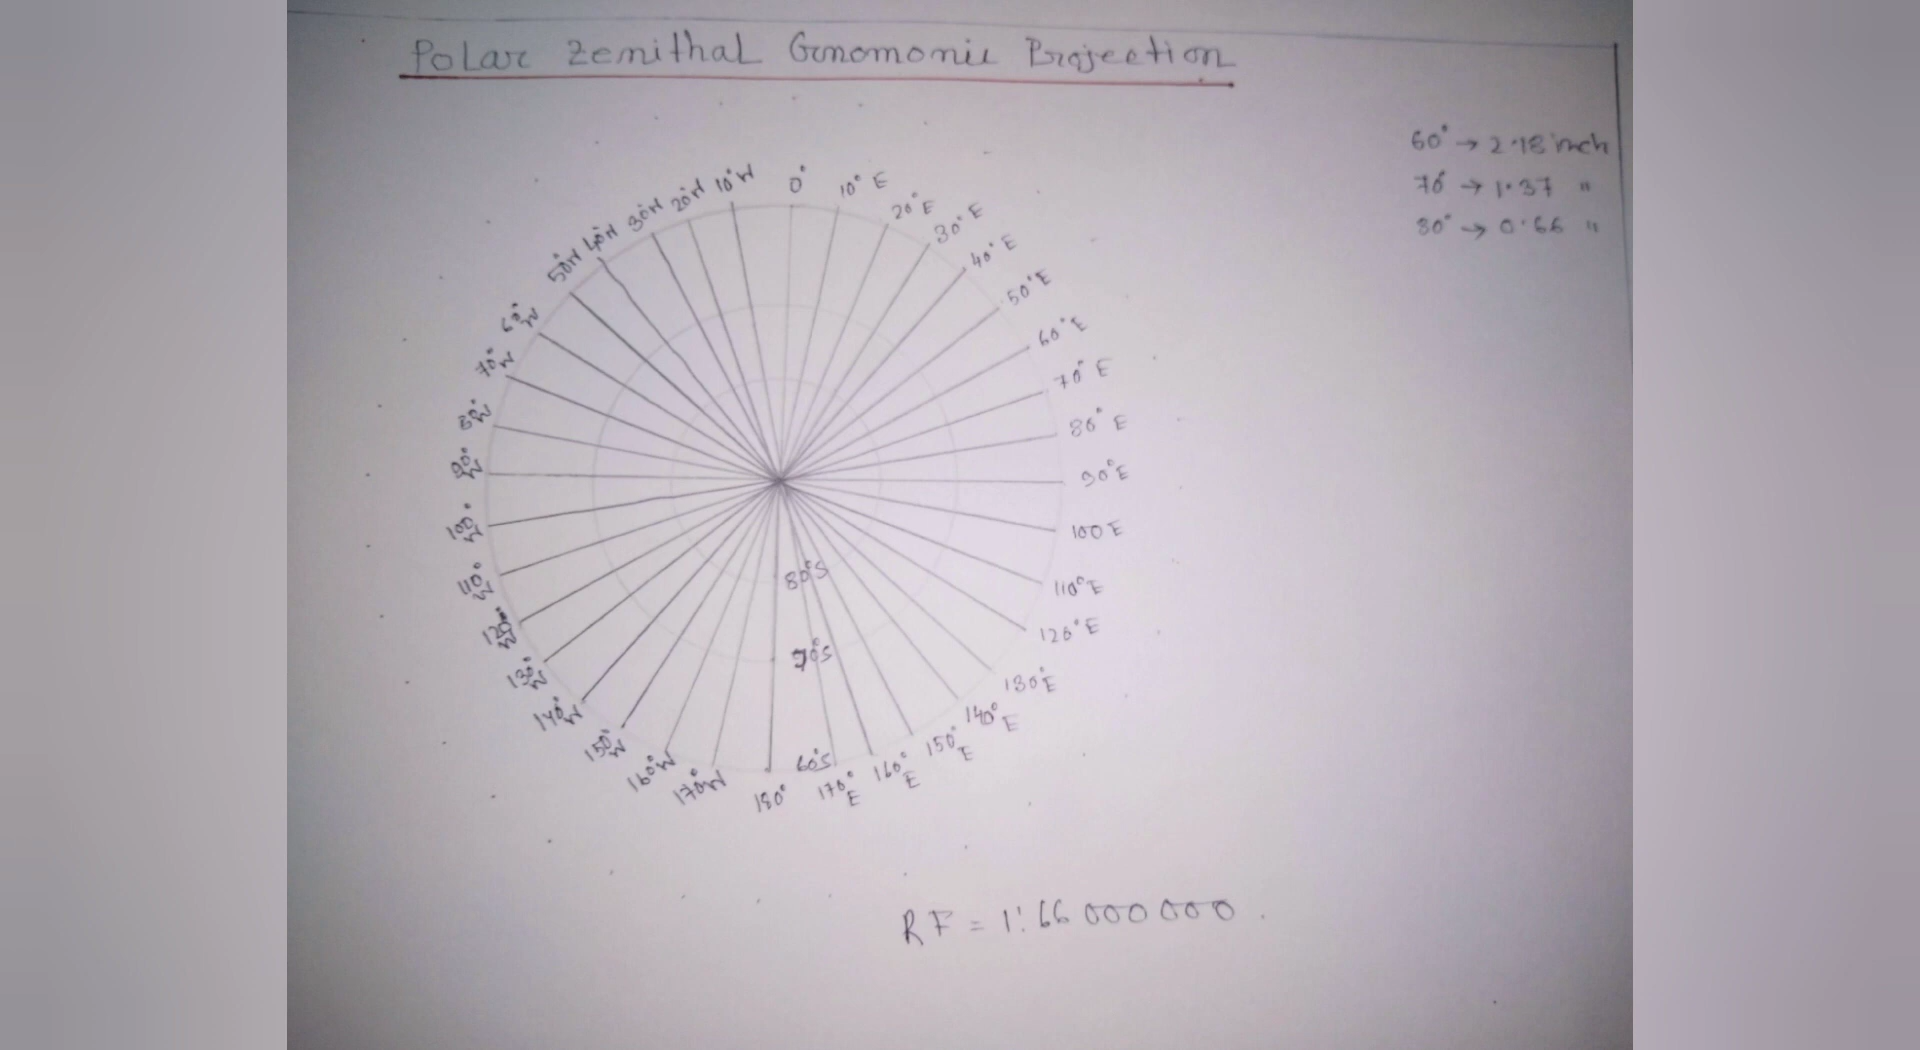 Polar Zenithal Gnomonic Projection
60° → 2.18 inch
70° → 1.37 "
80° → 0.66 "
0°
10° E
20° E
30° E
40° E
50° E
60° E
70° E
80° E
90° E
100 E
110° E
120° E
130° E
140° E
150° E
160° E
170° E
180°
170° W
160° W
150° W
140° W
130° W
120° W
110° W
100° W
90° W
80° W
70° W
60° W
50° W
40° W
30° W
20° W
10° W
80° S
70° S
60° S
RF = 1:66 000 000.